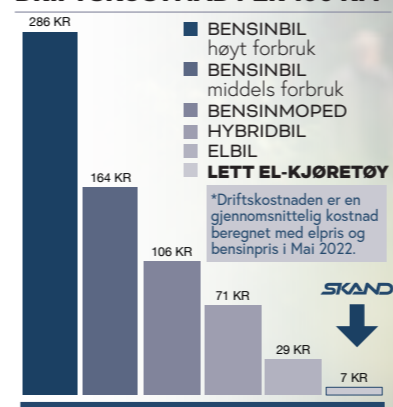 286 KR
BENSINBIL
høyt forbruk
BENSINBIL
middels forbruk
BENSINMOPED
HYBRIDBIL
ELBIL
LETT EL-KJØRETØY
*Driftskostnaden er en
gjennomsnittelig kostnad
beregnet med elpris og
bensinpris i Mai 2022.
164 KR
106 KR
71 KR
29 KR
SKAND
7 KR